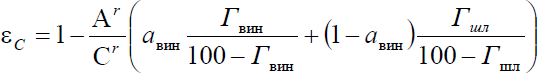 ε_C = 1 − A^r / C^r ( a_вин Г_вин / (100 − Г_вин) + (1 − a_вин) Г_шл / (100 − Г_шл) )